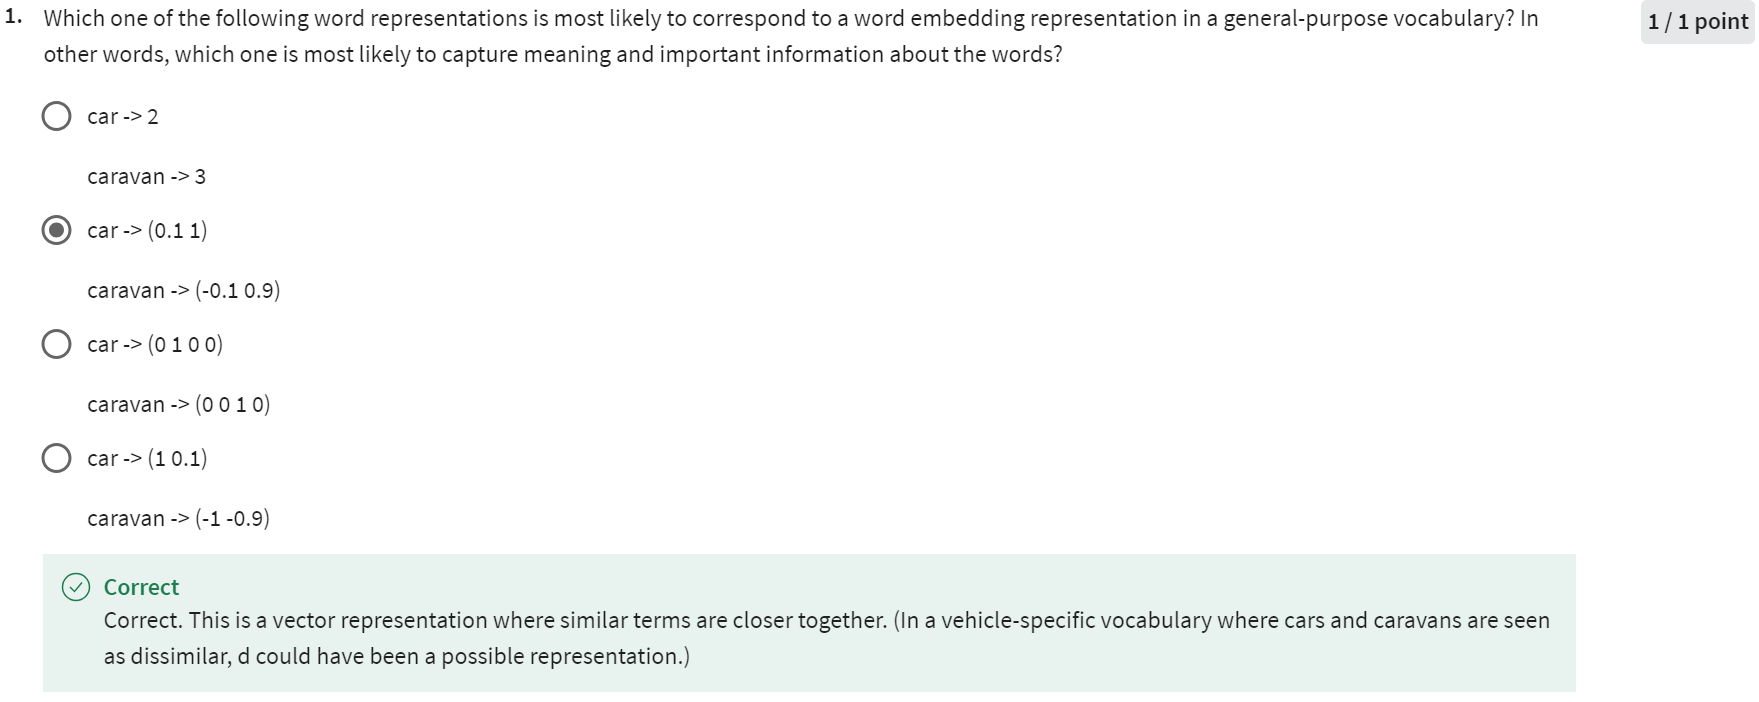 1. Which one of the following word representations is most likely to correspond to a word embedding representation in a general-purpose vocabulary? In
other words, which one is most likely to capture meaning and important information about the words?
1 / 1 point
car -> 2
caravan -> 3
car -> (0.1 1)
caravan -> (-0.1 0.9)
car -> (0 1 0 0)
caravan -> (0 0 1 0)
car -> (1 0.1)
caravan -> (-1 -0.9)
Correct
Correct. This is a vector representation where similar terms are closer together. (In a vehicle-specific vocabulary where cars and caravans are seen
as dissimilar, d could have been a possible representation.)